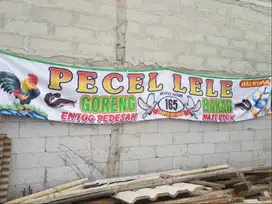 PECEL LELE
GORENG 165 BAKAR
ENTOG PEDESAN NASI UDUK